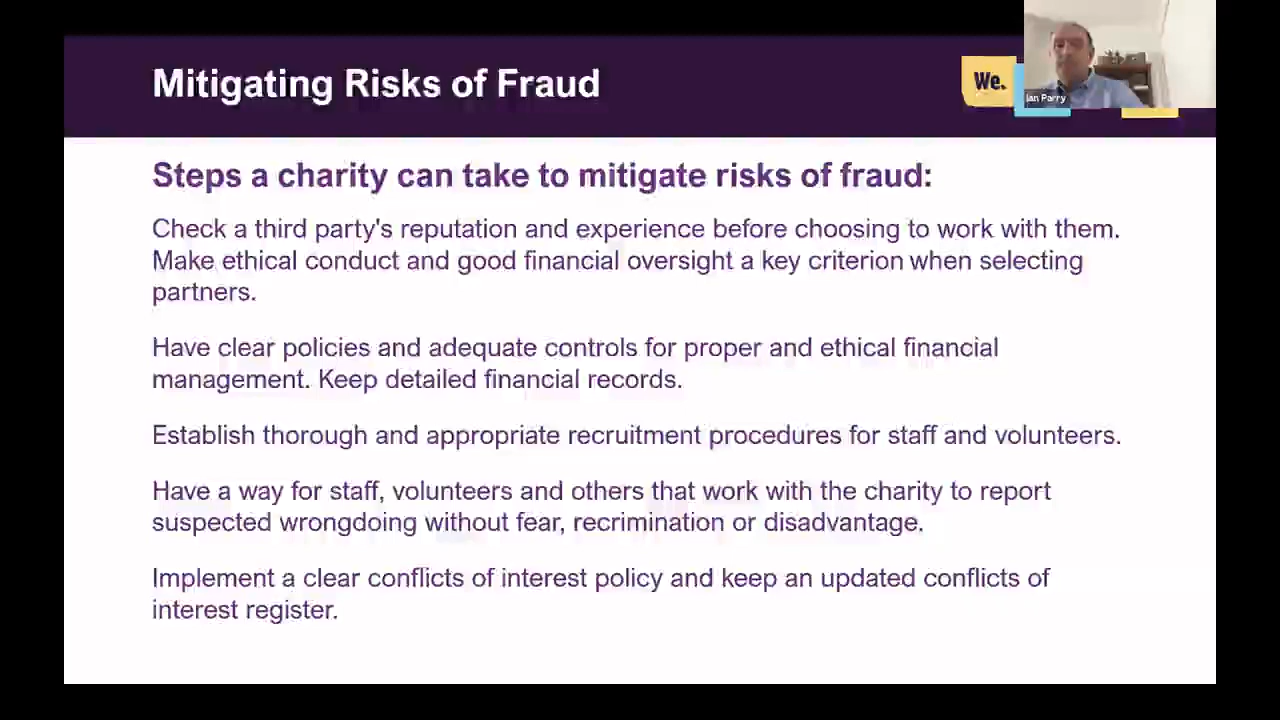 Mitigating Risks of Fraud
We.
Ian Parry
Steps a charity can take to mitigate risks of fraud:
Check a third party's reputation and experience before choosing to work with them.
Make ethical conduct and good financial oversight a key criterion when selecting
partners.
Have clear policies and adequate controls for proper and ethical financial
management. Keep detailed financial records.
Establish thorough and appropriate recruitment procedures for staff and volunteers.
Have a way for staff, volunteers and others that work with the charity to report
suspected wrongdoing without fear, recrimination or disadvantage.
Implement a clear conflicts of interest policy and keep an updated conflicts of
interest register.